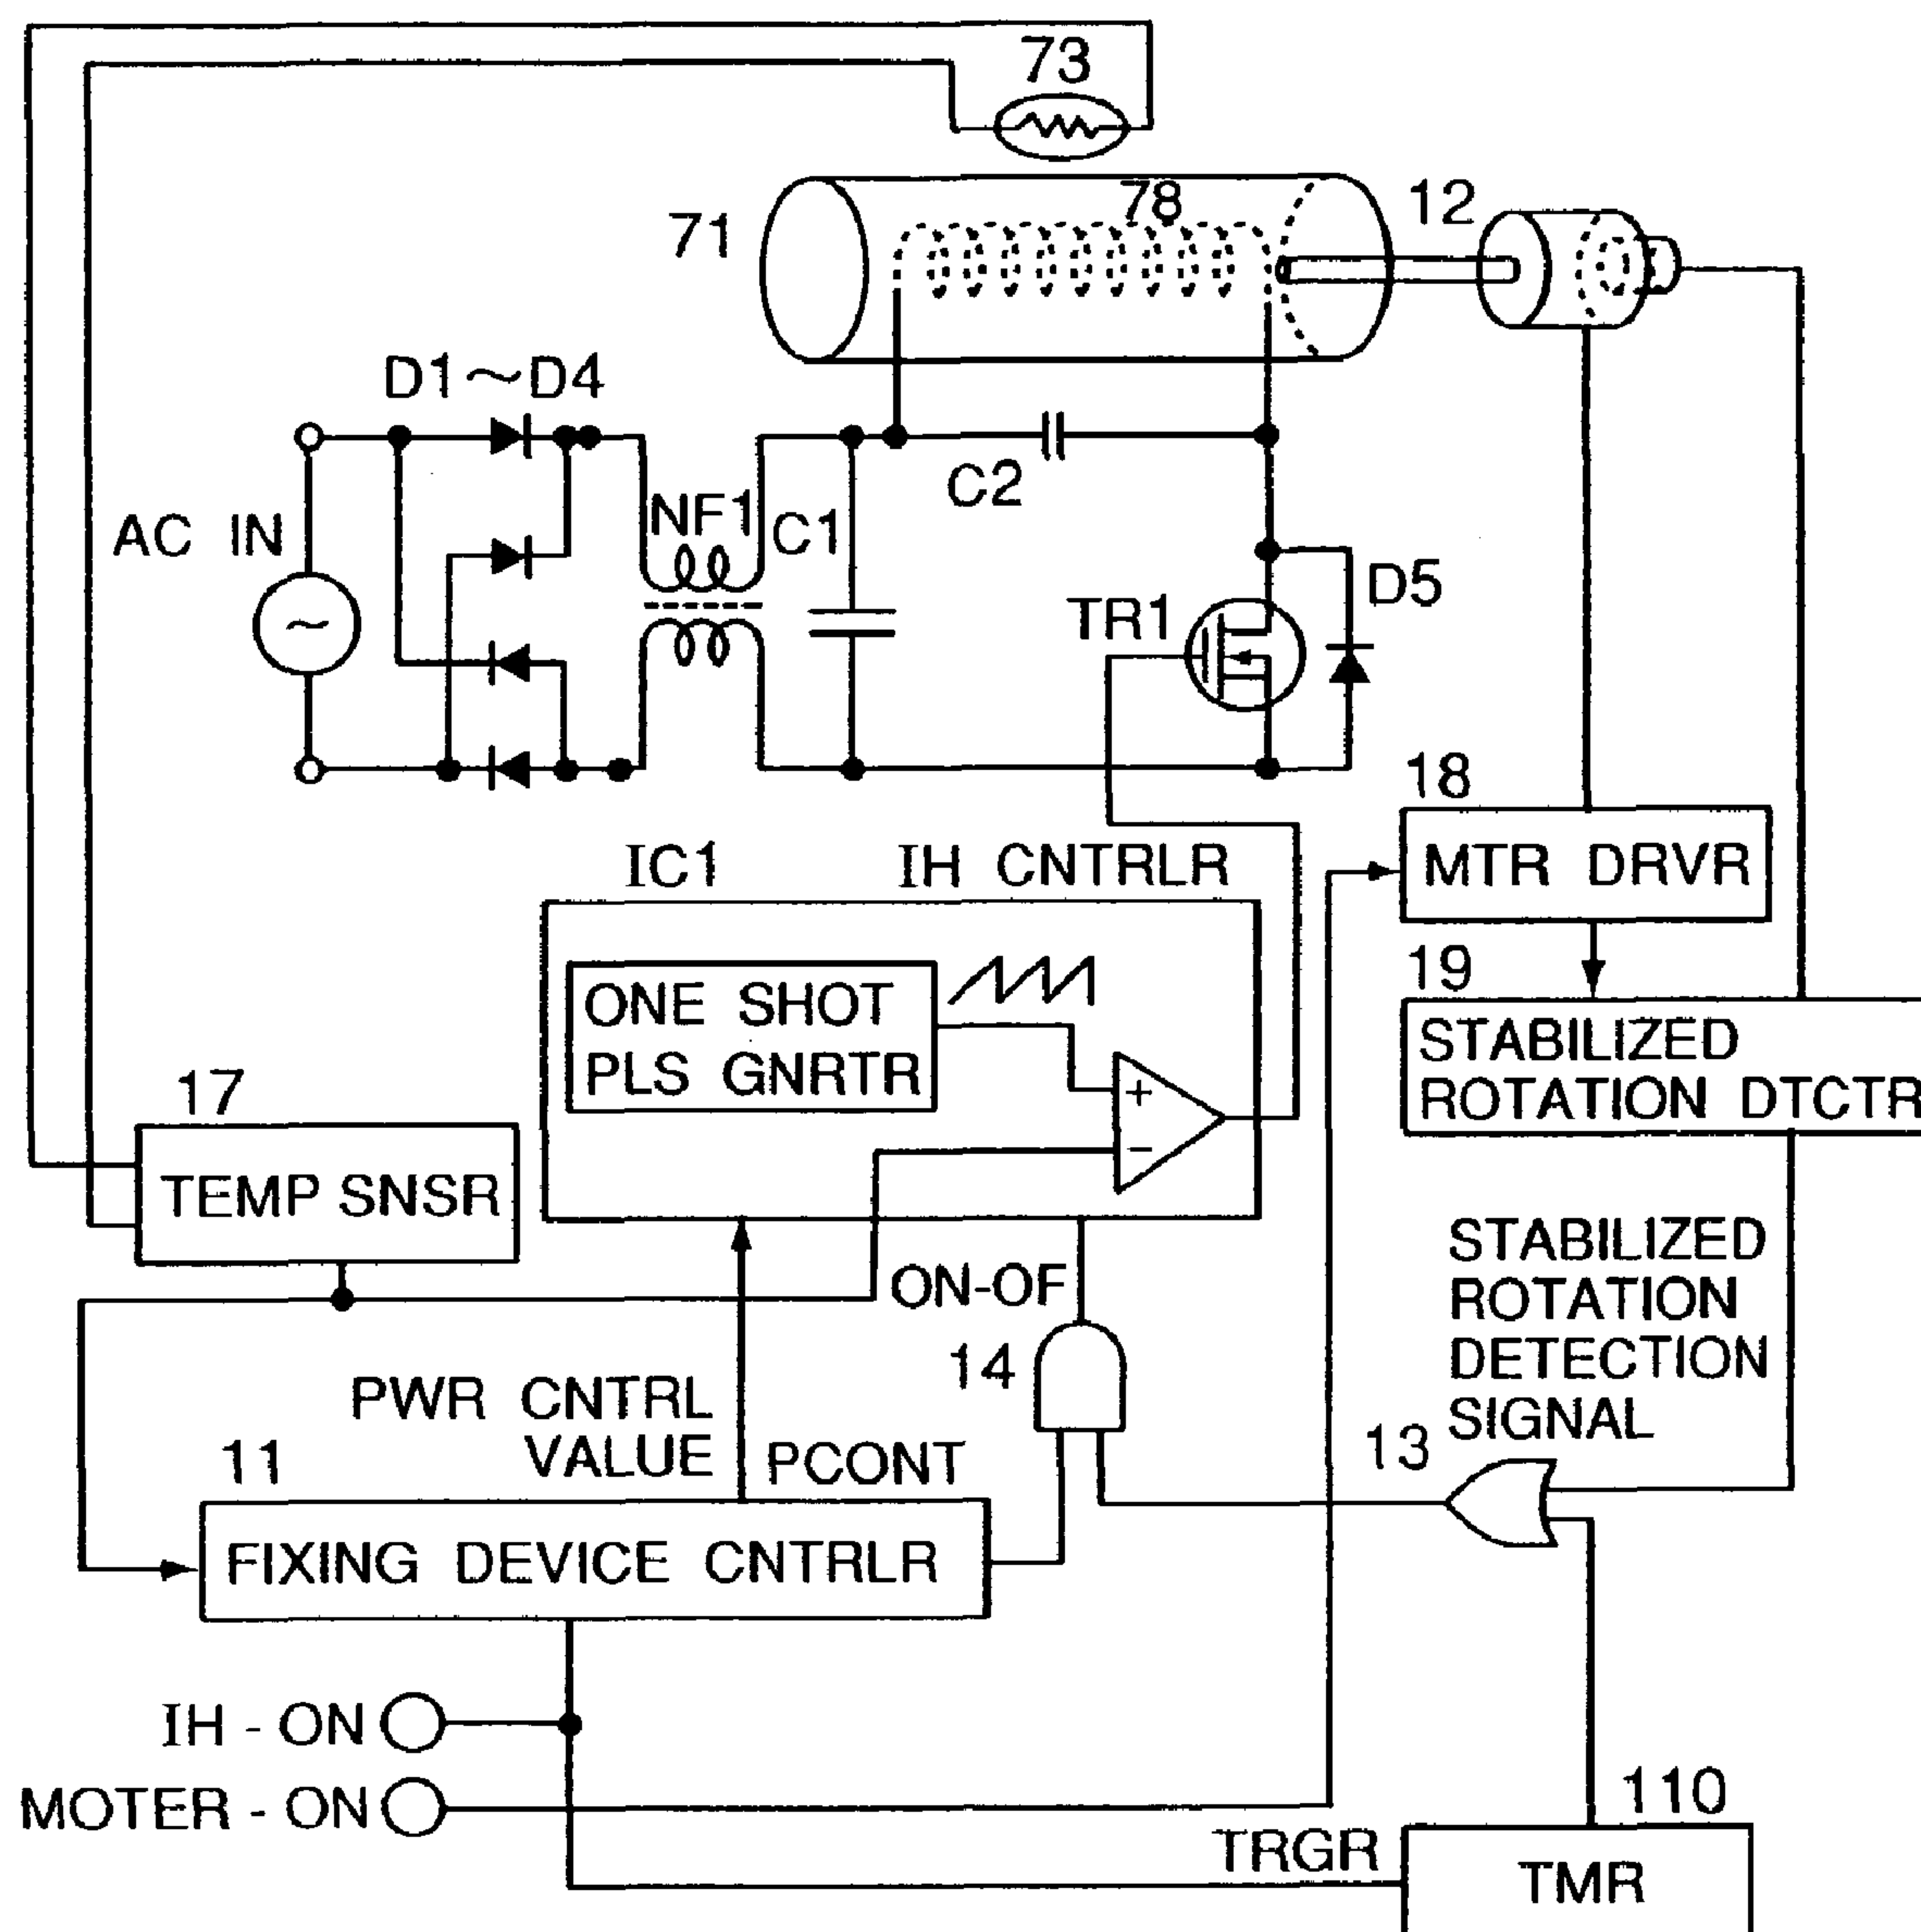 73
78
12
71
D1~D4
NF1
C1
C2
AC IN
~
TR1
D5
18
MTR DRVR
IC1
IH CNTRLR
19
ONE SHOT
PLS GNRTR
+
-
STABILIZED
ROTATION DTCTR
17
TEMP SNSR
ON-OF
STABILIZED
ROTATION
DETECTION
SIGNAL
14
13
PWR CNTRL
VALUE
PCONT
11
FIXING DEVICE CNTRLR
IH - ON
MOTER - ON
110
TRGR
TMR